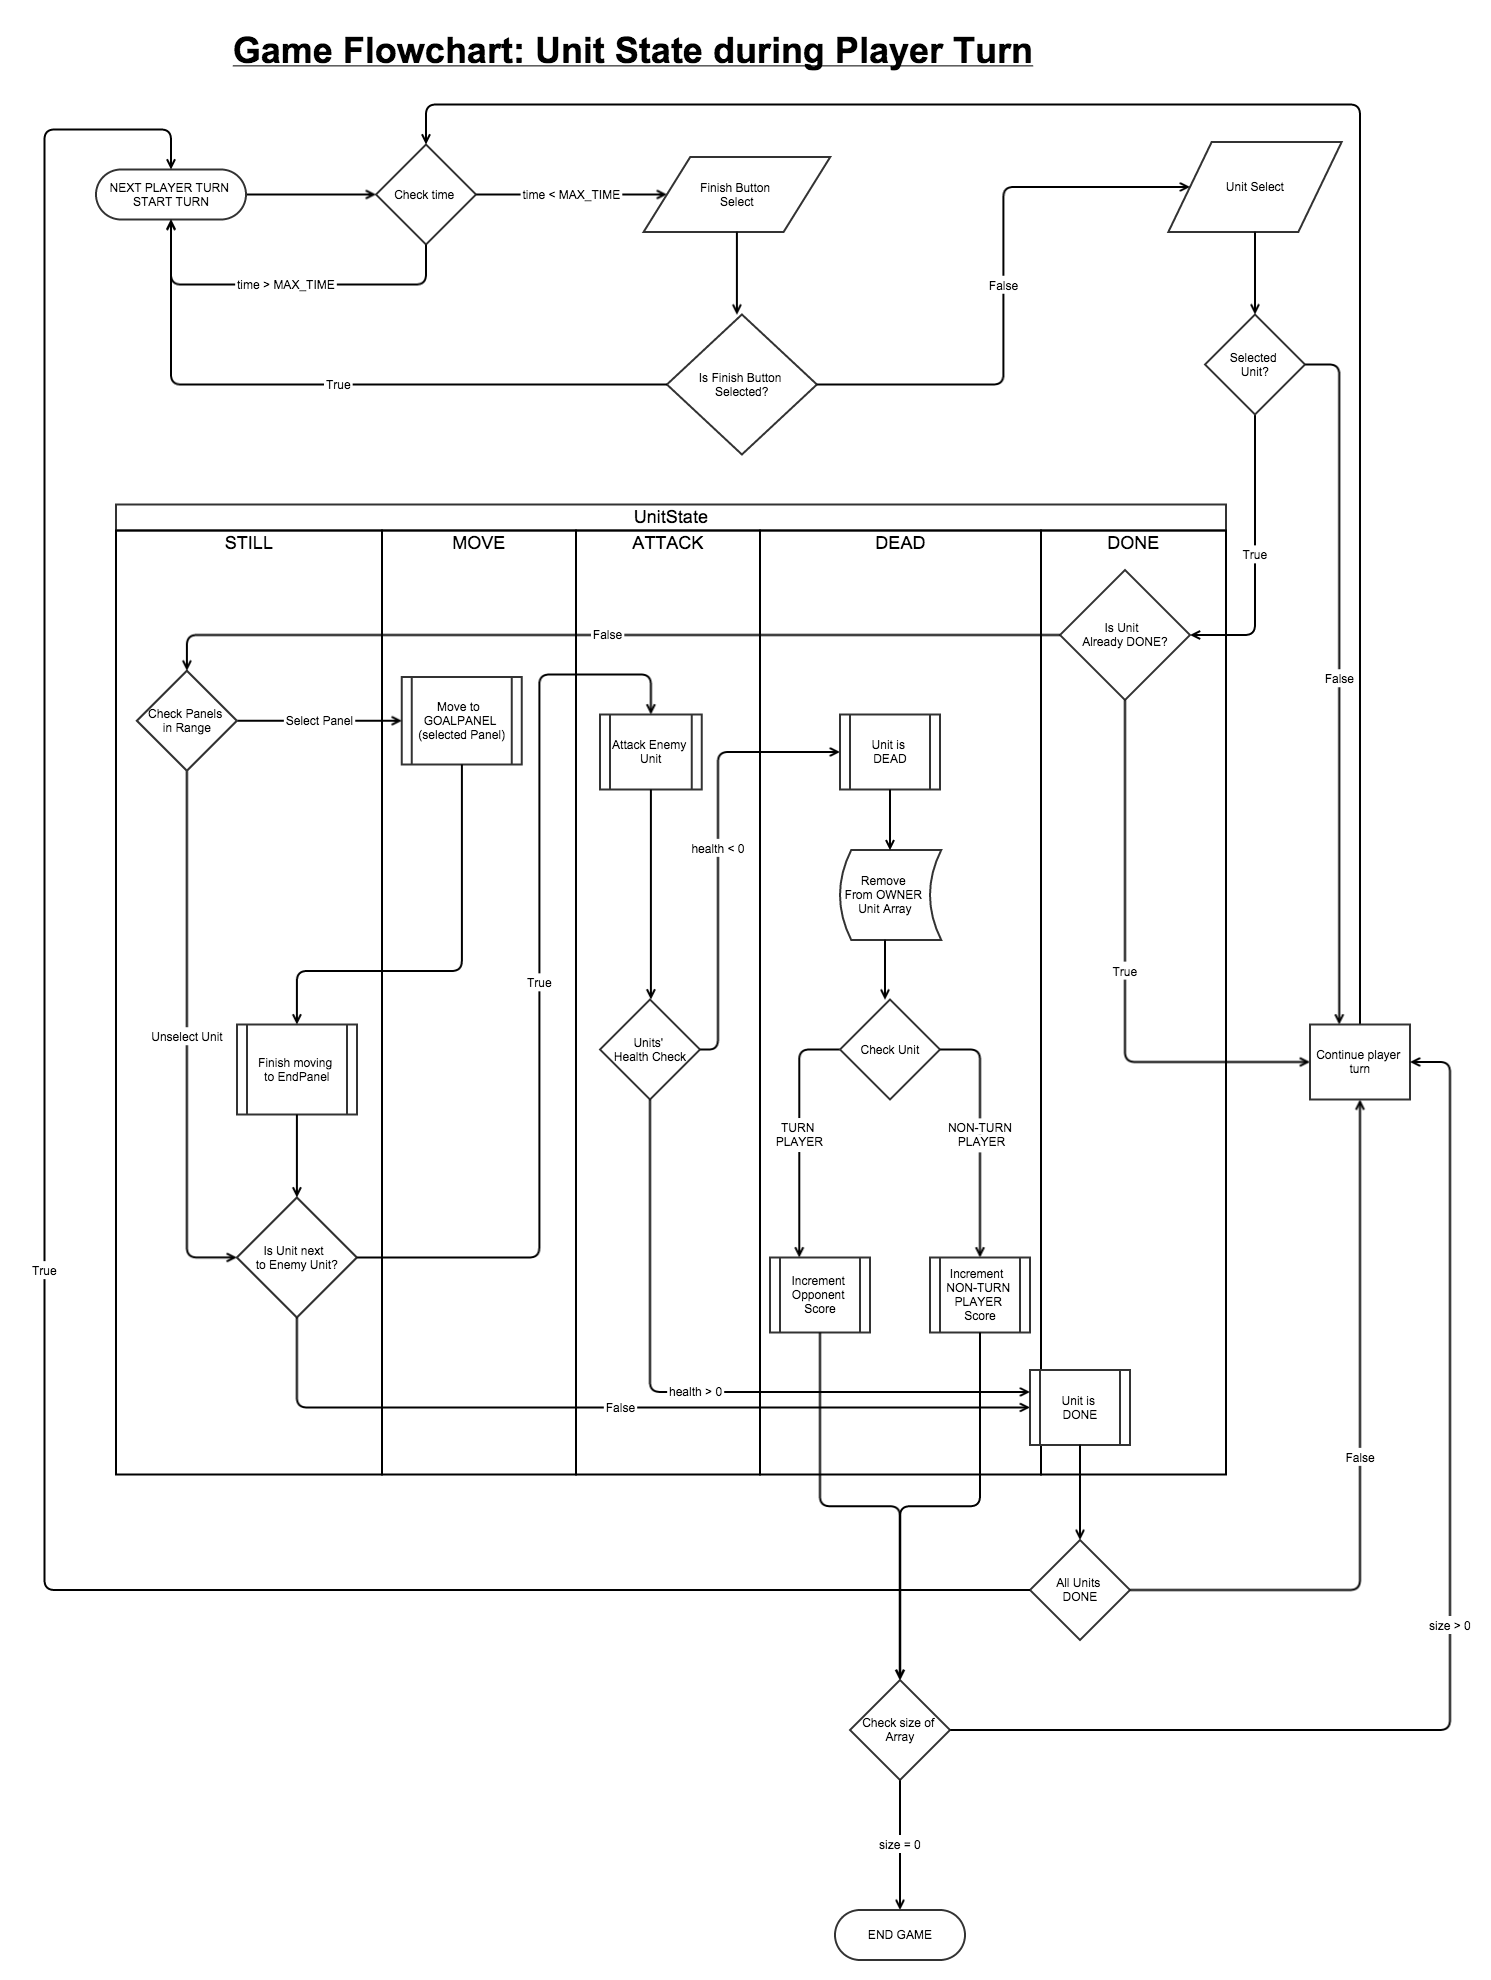 Game Flowchart: Unit State during Player Turn
NEXT PLAYER TURN
START TURN
Check time
time < MAX_TIME
Finish Button
Select
Unit Select
time > MAX_TIME
False
True
Is Finish Button
Selected?
Selected
Unit?
UnitState
STILL
MOVE
ATTACK
DEAD
DONE
True
False
Is Unit
Already DONE?
False
Check Panels
in Range
Select Panel
Move to
GOALPANEL
(selected Panel)
Attack Enemy
Unit
Unit is
DEAD
health < 0
Remove
From OWNER
Unit Array
True
True
Unselect Unit
Finish moving
to EndPanel
Units'
Health Check
Check Unit
Continue player
turn
TURN
PLAYER
NON-TURN
PLAYER
Is Unit next
to Enemy Unit?
True
Increment
Opponent
Score
Increment
NON-TURN
PLAYER
Score
health > 0
False
Unit is
DONE
False
All Units
DONE
size > 0
Check size of
Array
size = 0
END GAME